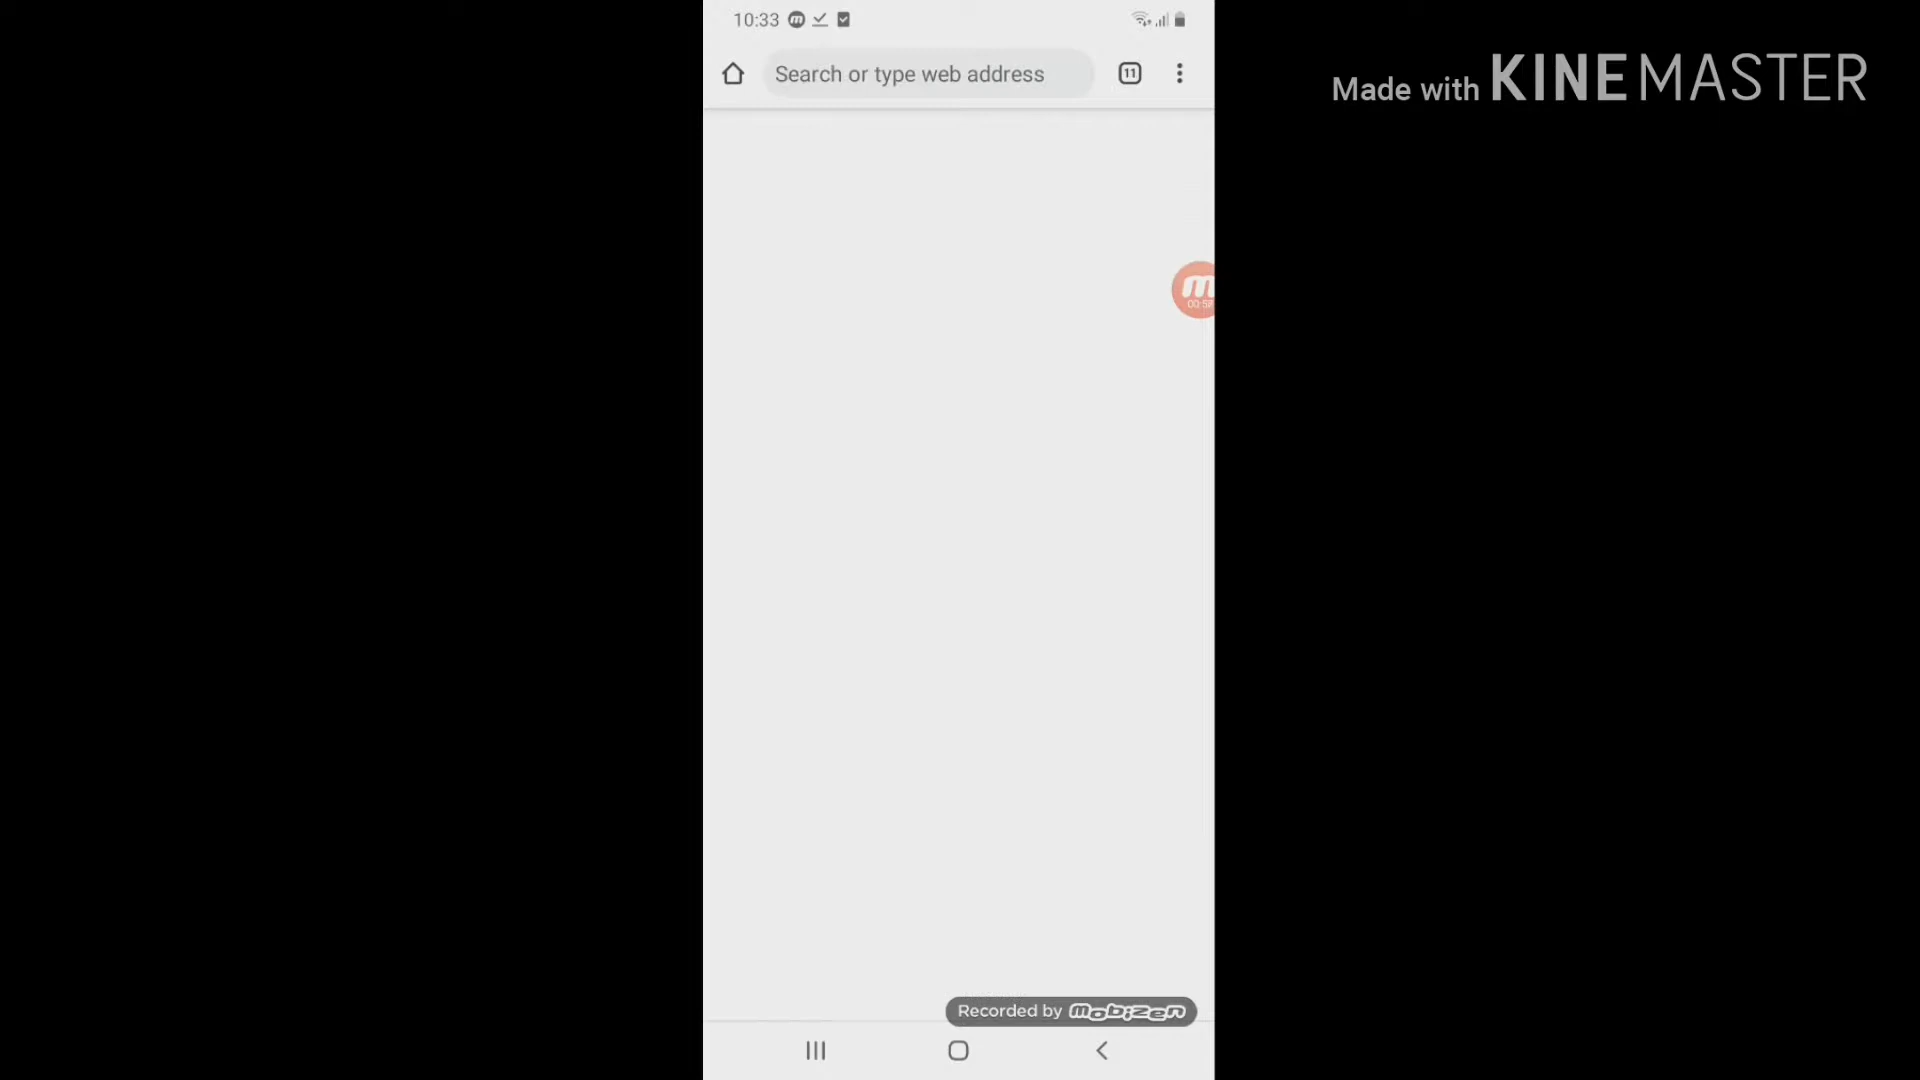 10:33
Search or type web address
11
Made with KINEMASTER
Recorded by mobizen